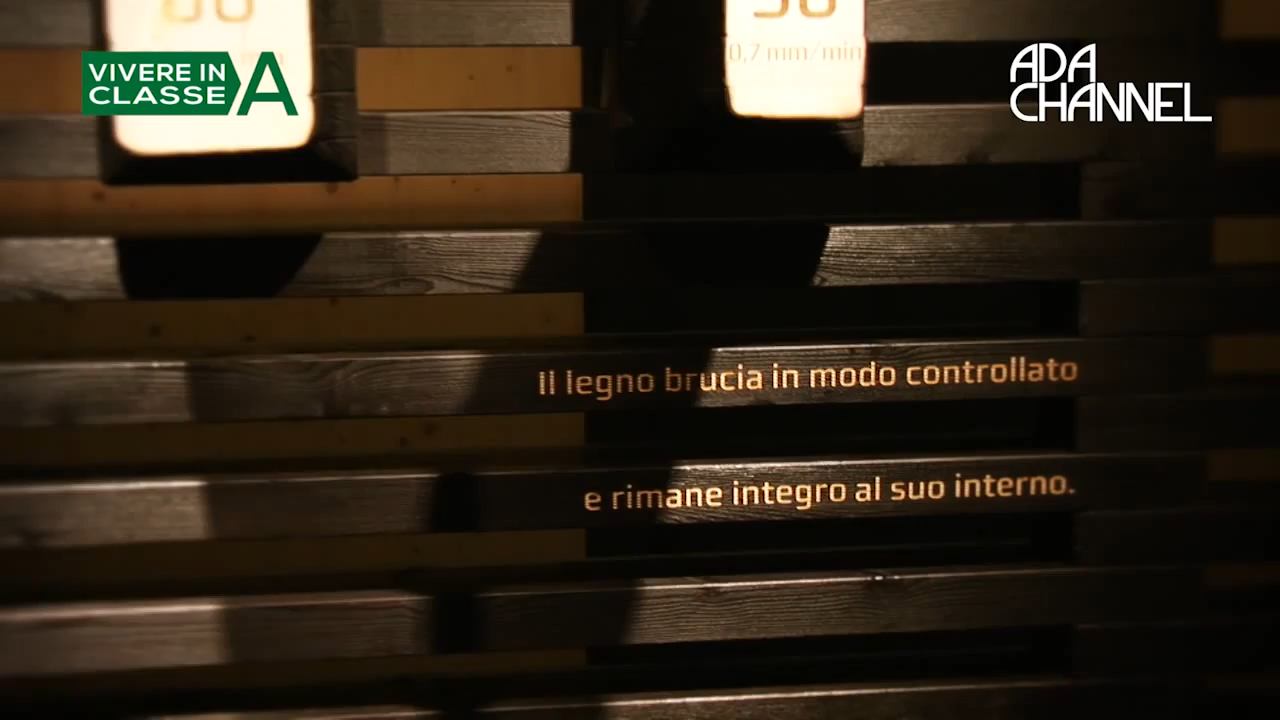 VIVERE IN
CLASSE A
ADA
CHANNEL
0,7 mm/min
Il legno brucia in modo controllato
e rimane integro al suo interno.